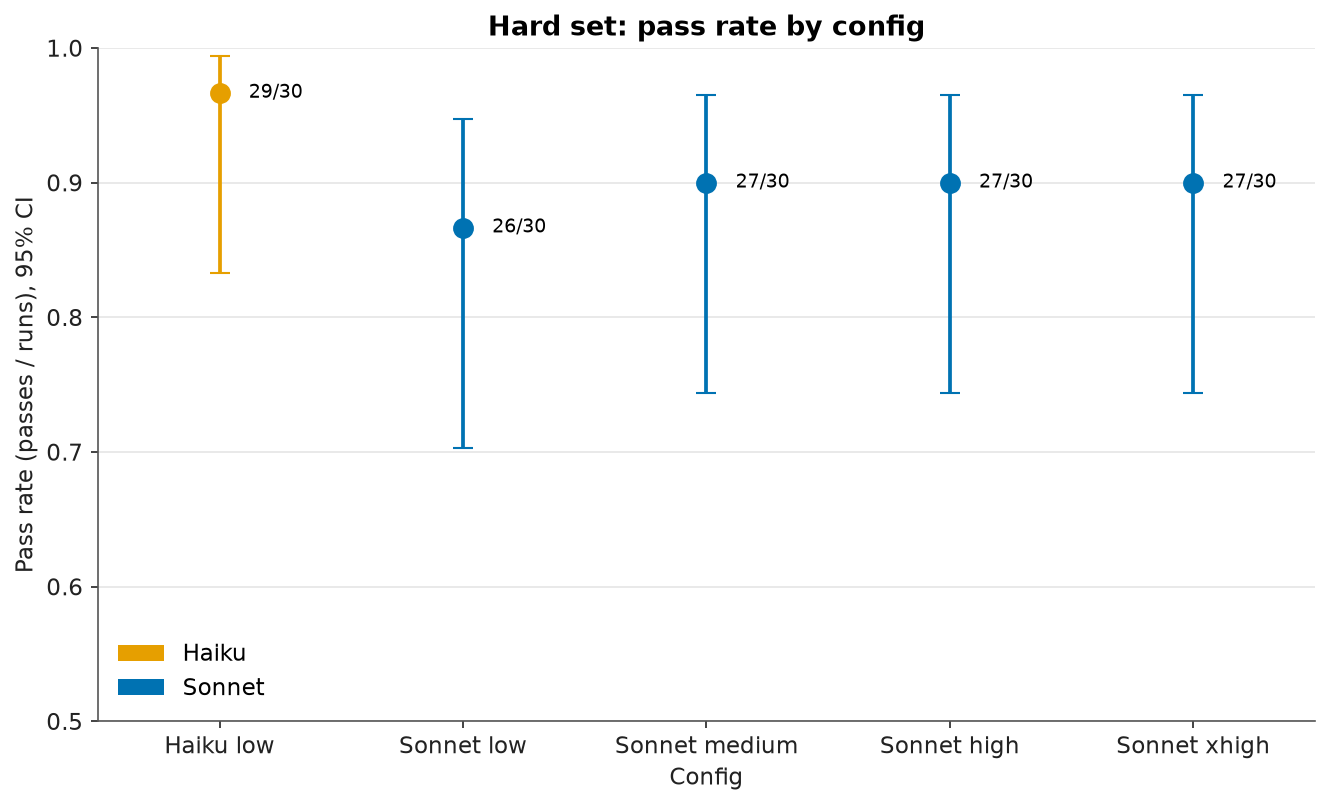 Hard set: pass rate by config
Pass rate (passes / runs), 95% CI
1.0
0.9
0.8
0.7
0.6
0.5
29/30
26/30
27/30
27/30
27/30
Haiku
Sonnet
Haiku low
Sonnet low
Sonnet medium
Sonnet high
Sonnet xhigh
Config